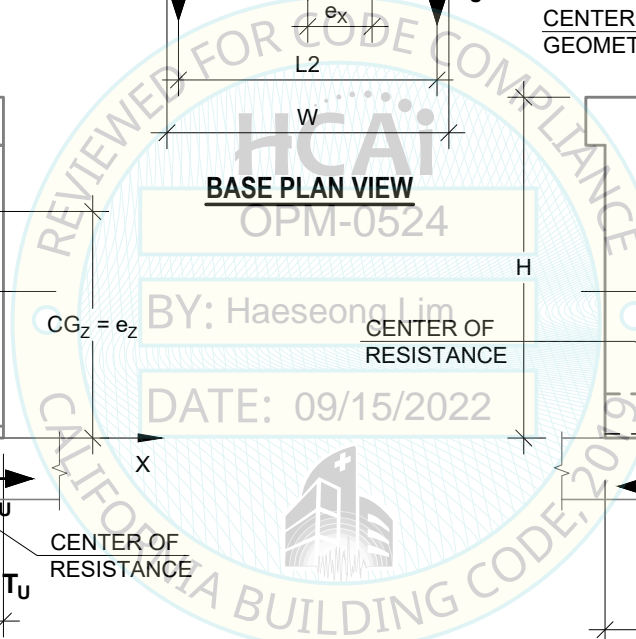 eX
CENTER
GEOMET
L2
W
REVIEWED FOR CODE COMPLIANCE
HCAi
BASE PLAN VIEW
OPM-0524
H
BY: Haeseong Lim
CGZ = eZ
CENTER OF
RESISTANCE
DATE: 09/15/2022
X
CENTER OF
RESISTANCE
TU
CALIFORNIA BUILDING CODE, 2019